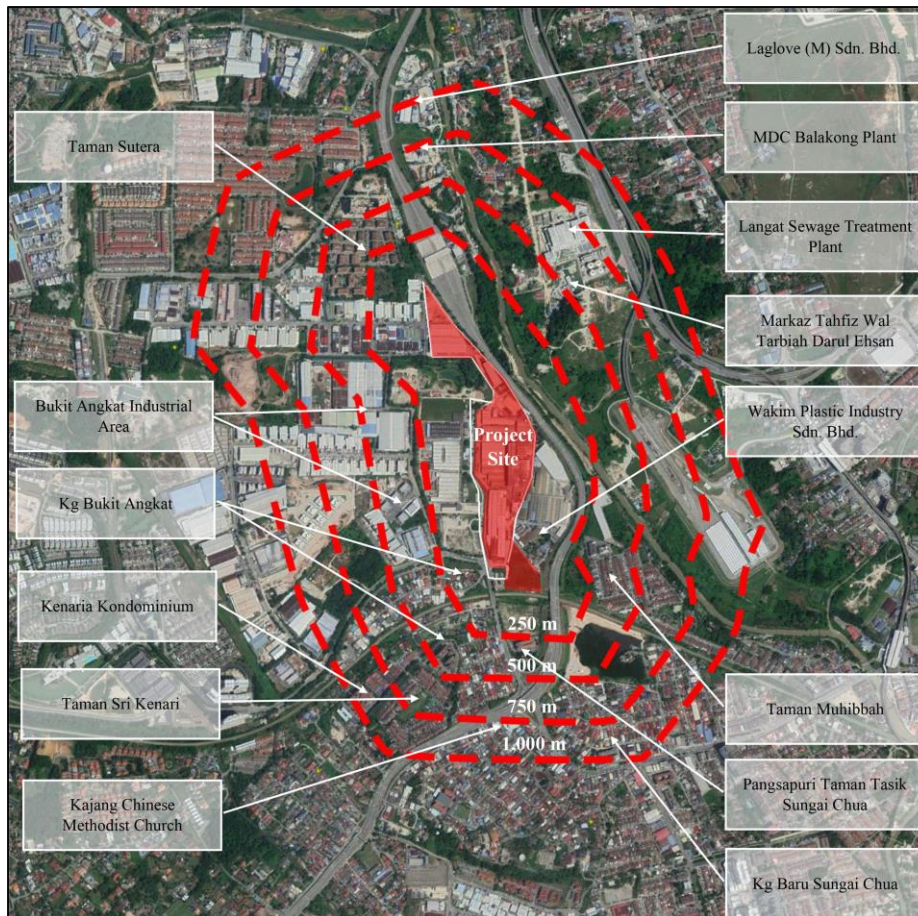 Laglove (M) Sdn. Bhd.
MDC Balakong Plant
Taman Sutera
Langat Sewage Treatment
Plant
Markaz Tahfiz Wal
Tarbiah Darul Ehsan
Bukit Angkat Industrial
Area
Wakim Plastic Industry
Sdn. Bhd.
Project
Site
Kg Bukit Angkat
Kenaria Kondominium
250 m
500 m
Taman Sri Kenari
750 m
Taman Muhibbah
1,000 m
Kajang Chinese
Methodist Church
Pangsapuri Taman Tasik
Sungai Chua
Kg Baru Sungai Chua